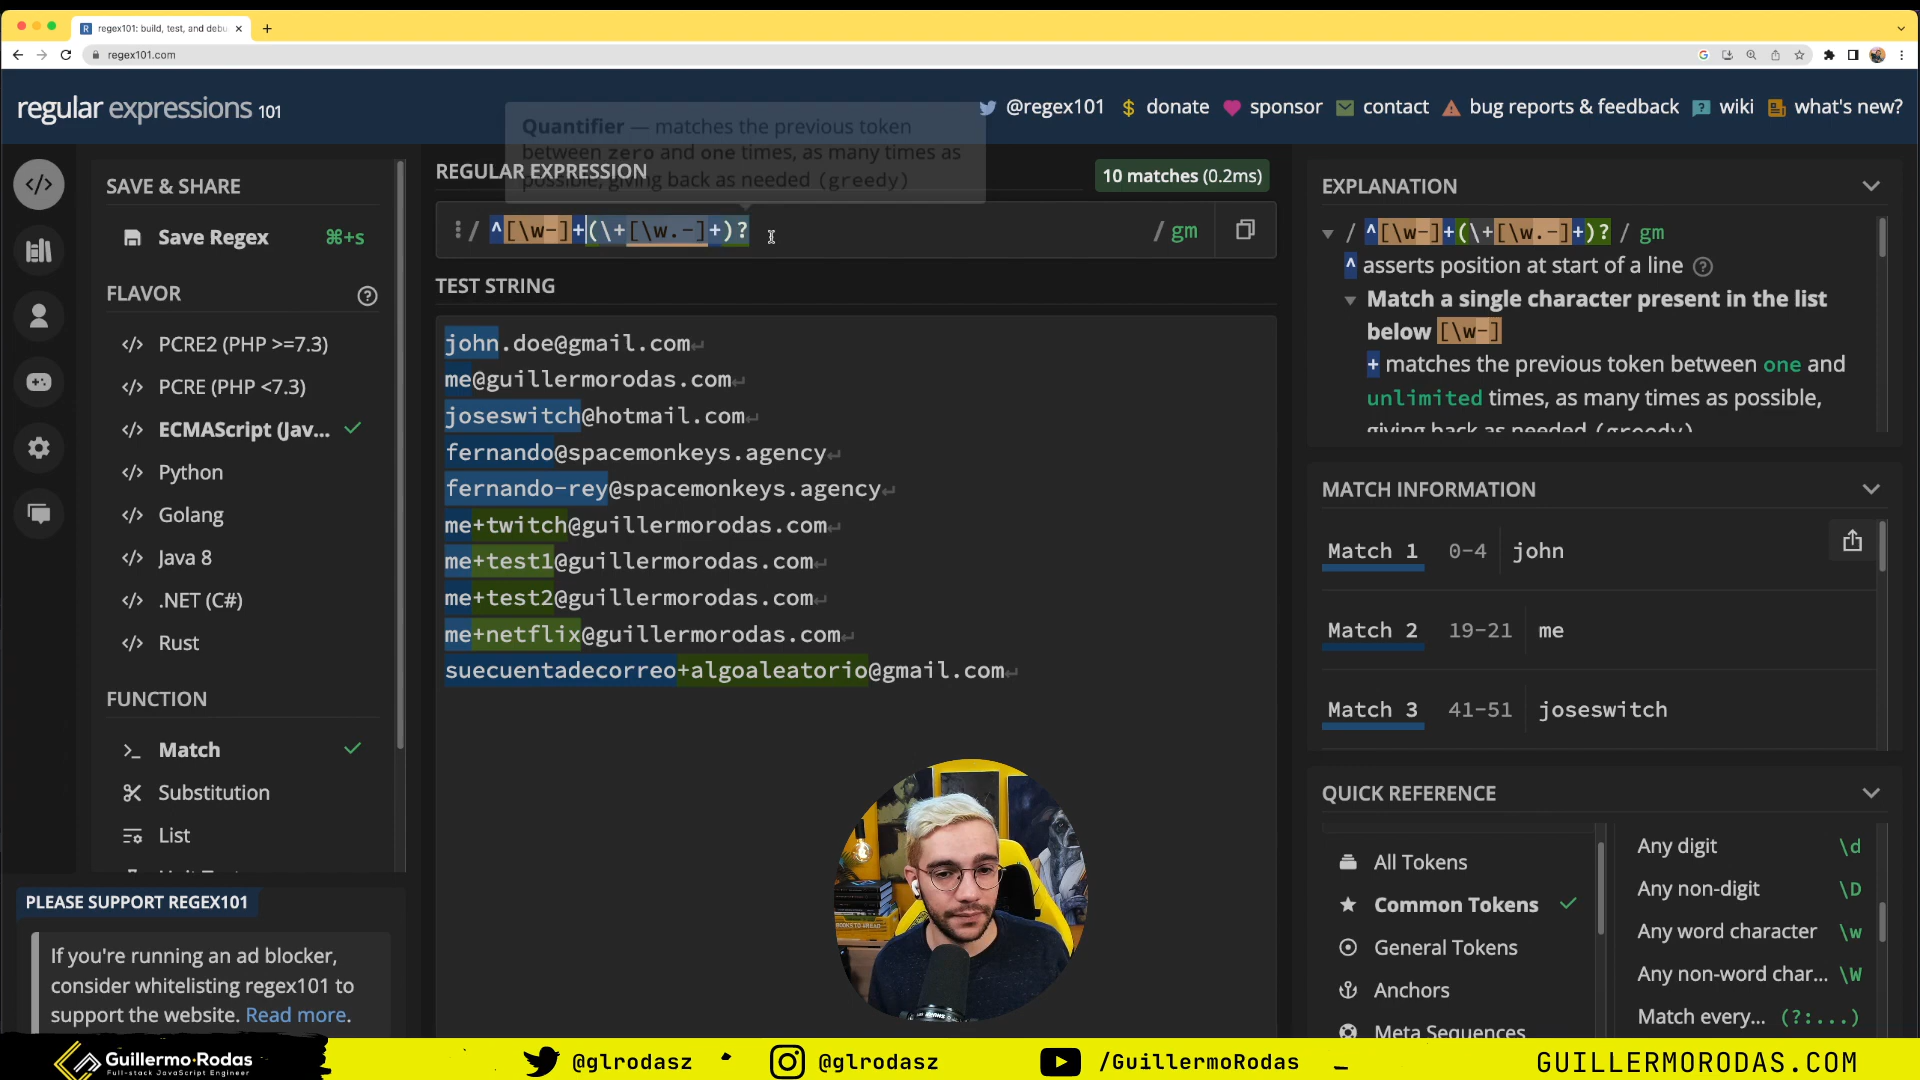 regex101: build, test, and debu
regex101.com
regular expressions 101
@regex101
donate
sponsor
contact
bug reports & feedback
wiki
what's new?
SAVE & SHARE
Save Regex ⌘+s
FLAVOR
PCRE2 (PHP >=7.3)
PCRE (PHP <7.3)
ECMAScript (Jav...
Python
Golang
Java 8
.NET (C#)
Rust
FUNCTION
Match
Substitution
List
PLEASE SUPPORT REGEX101
If you're running an ad blocker,
consider whitelisting regex101 to
support the website. Read more.
Quantifier — matches the previous token
between zero and one times, as many times as
possible, giving back as needed (greedy)
REGULAR EXPRESSION
10 matches (0.2ms)
/ ^[\w-]+(\+[\w.-]+)? / gm
TEST STRING
john.doe@gmail.com
me@guillermorodas.com
joseswitch@hotmail.com
fernando@spacemonkeys.agency
fernando-rey@spacemonkeys.agency
me+twitch@guillermorodas.com
me+test1@guillermorodas.com
me+test2@guillermorodas.com
me+netflix@guillermorodas.com
suecuentadecorreo+algoaleatorio@gmail.com
EXPLANATION
/ ^[\w-]+(\+[\w.-]+)? / gm
^ asserts position at start of a line
Match a single character present in the list
below [\w-]
+ matches the previous token between one and
unlimited times, as many times as possible,
giving back as needed (greedy)
MATCH INFORMATION
Match 1 0-4 john
Match 2 19-21 me
Match 3 41-51 joseswitch
QUICK REFERENCE
All Tokens
Common Tokens
General Tokens
Anchors
Meta Sequences
Any digit \d
Any non-digit \D
Any word character \w
Any non-word char... \W
Match every... (?:...)
Guillermo·Rodas
Full-stack JavaScript Engineer
@glrodasz
@glrodasz
/GuillermoRodas
GUILLERMORODAS.COM